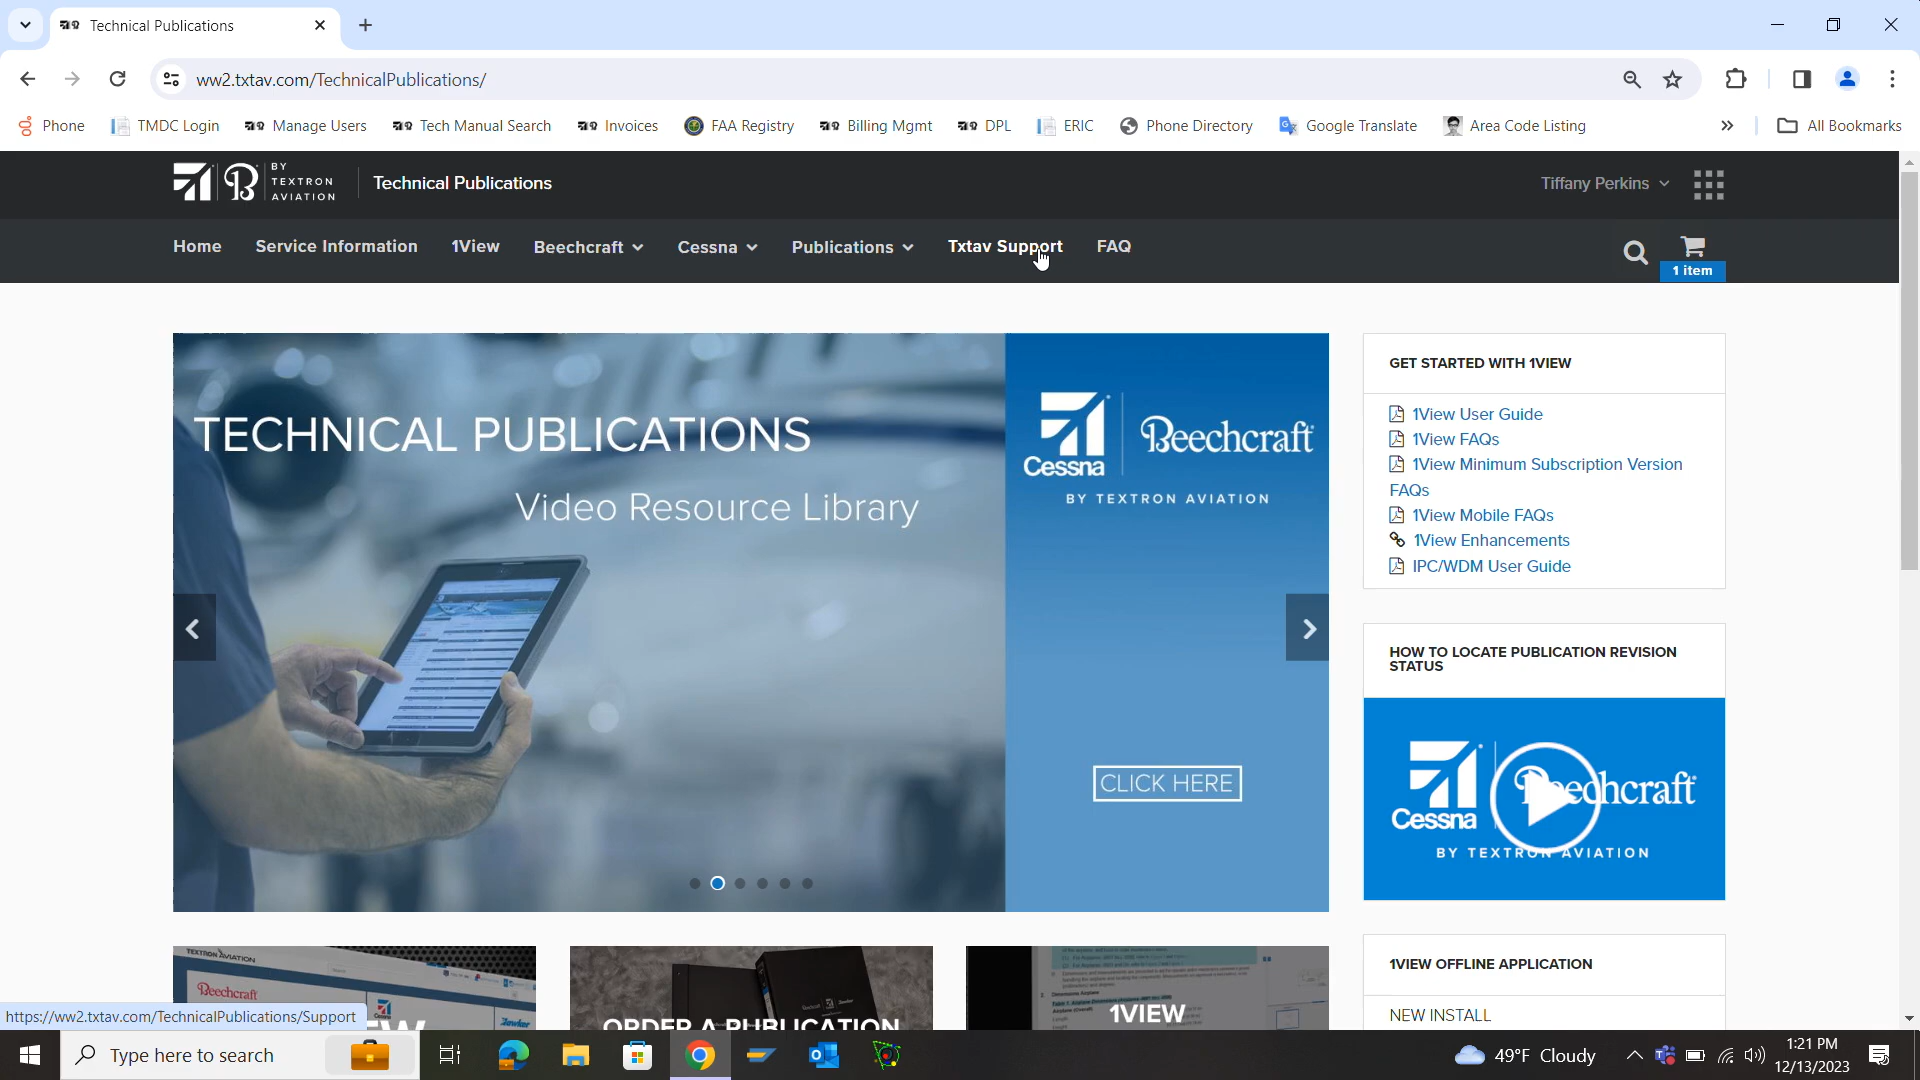 Technical Publications
ww2.txtav.com/TechnicalPublications/
Phone TMDC Login Manage Users Tech Manual Search Invoices FAA Registry Billing Mgmt DPL ERIC Phone Directory Google Translate Area Code Listing » All Bookmarks
BY TEXTRON AVIATION Technical Publications Tiffany Perkins
Home Service Information 1View Beechcraft Cessna Publications Txtav Support FAQ
1 item
TECHNICAL PUBLICATIONS
Video Resource Library
Cessna Beechcraft
BY TEXTRON AVIATION
CLICK HERE
GET STARTED WITH 1VIEW
1View User Guide
1View FAQs
1View Minimum Subscription Version
FAQs
1View Mobile FAQs
1View Enhancements
IPC/WDM User Guide
HOW TO LOCATE PUBLICATION REVISION
STATUS
Cessna Beechcraft
BY TEXTRON AVIATION
1VIEW OFFLINE APPLICATION
NEW INSTALL
TEXTRON AVIATION
Beechcraft
ORDER A PUBLICATION
1VIEW
https://ww2.txtav.com/TechnicalPublications/Support
Type here to search
49°F Cloudy
1:21 PM
12/13/2023